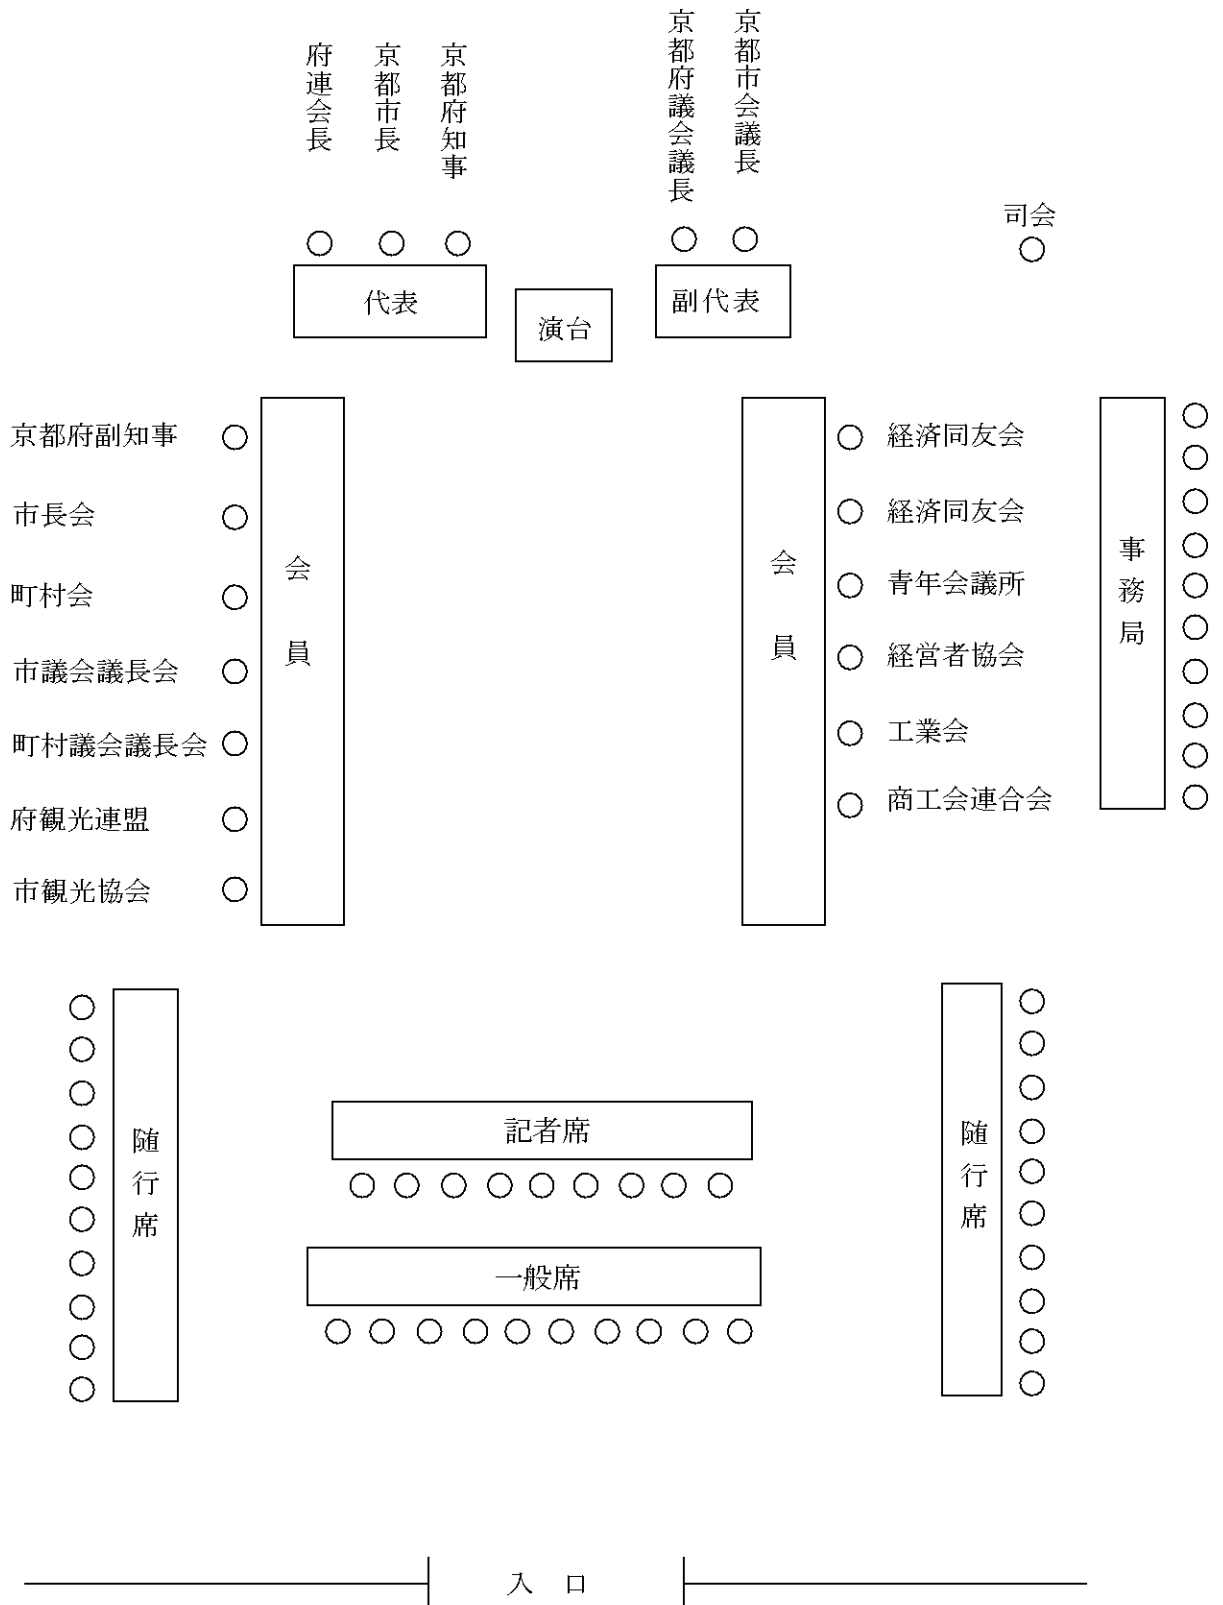 府連会長
京都市長
京都府知事
京都府議会議長
京都市会議長
司会
代表
演台
副代表
京都府副知事
市長会
町村会
市議会議長会
町村議会議長会
府観光連盟
市観光協会
会員
会員
経済同友会
経済同友会
青年会議所
経営者協会
工業会
商工会連合会
事務局
随行席
記者席
一般席
随行席
入口